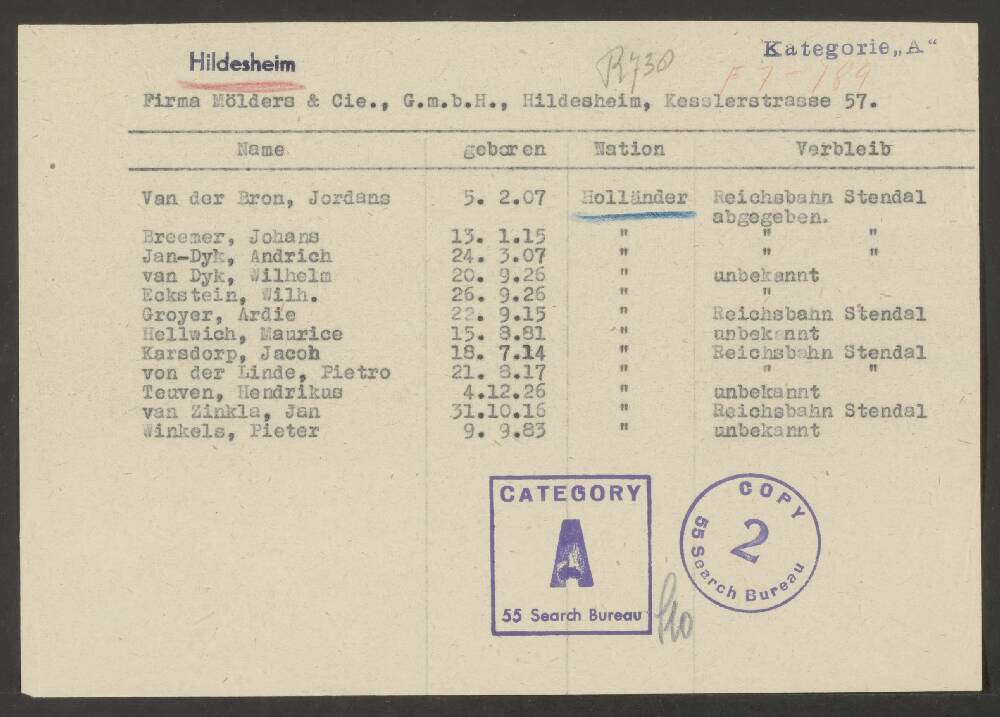 Hildesheim
R730
Kategorie„A“
F 7 - 189
Firma Mölders & Cie., G.m.b.H., Hildesheim, Kesslerstrasse 57.
Name geboren Nation Verbleib
Van der Bron, Jordans 5. 2.07 Holländer Reichsbahn Stendal
abgegeben.
Breemer, Johans 13. 1.15 " " "
Jan-Dyk, Andrich 24. 3.07 " " "
van Dyk, Wilhelm 20. 9.26 " unbekannt
Eckstein, Wilh. 26. 9.26 " "
Groyer, Ardie 22. 9.15 " Reichsbahn Stendal
Hellwich, Maurice 15. 8.81 " unbekannt
Karsdorp, Jacoh 18. 7.14 " Reichsbahn Stendal
von der Linde, Pietro 21. 8.17 " " "
Teuven, Hendrikus 4.12.26 " unbekannt
van Zinkla, Jan 31.10.16 " Reichsbahn Stendal
Winkels, Pieter 9. 9.83 " unbekannt
CATEGORY
A
55 Search Bureau
COPY
2
55 Search Bureau